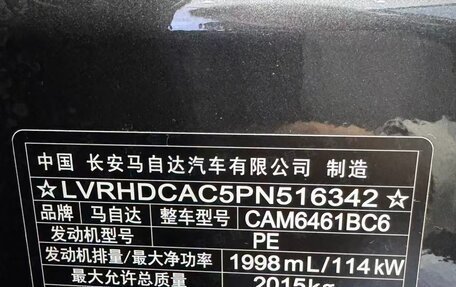 中国 长安马自达汽车有限公司 制造
☆LVRHDCAC5PN516342☆
品牌 马自达 整车型号 CAM6461BC6
发动机型号 PE
发动机排量/最大净功率 1998mL/114kW
最大允许总质量 2015kg